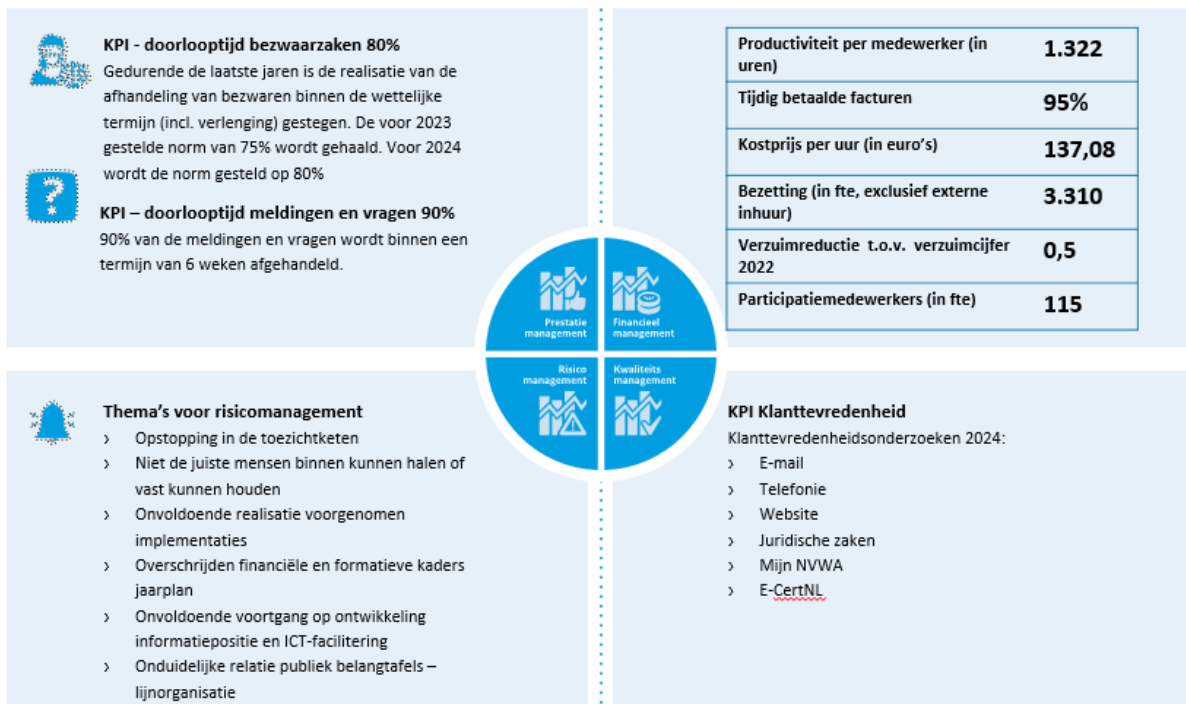 KPI - doorlooptijd bezwaarzaken 80%
Gedurende de laatste jaren is de realisatie van de
afhandeling van bezwaren binnen de wettelijke
termijn (incl. verlenging) gestegen. De voor 2023
gestelde norm van 75% wordt gehaald. Voor 2024
wordt de norm gesteld op 80%
?
KPI – doorlooptijd meldingen en vragen 90%
90% van de meldingen en vragen wordt binnen een
termijn van 6 weken afgehandeld.
Productiviteit per medewerker (in
uren)
1.322
Tijdig betaalde facturen
95%
Kostprijs per uur (in euro's)
137,08
Bezetting (in fte, exclusief externe
inhuur)
3.310
Verzuimreductie t.o.v. verzuimcijfer
2022
0,5
Participatiemedewerkers (in fte)
115
Prestatie
management
Financieel
management
Risico
management
Kwaliteits
management
Thema's voor risicomanagement
› Opstopping in de toezichtketen
› Niet de juiste mensen binnen kunnen halen of
vast kunnen houden
› Onvoldoende realisatie voorgenomen
implementaties
› Overschrijden financiële en formatieve kaders
jaarplan
› Onvoldoende voortgang op ontwikkeling
informatiepositie en ICT-facilitering
› Onduidelijke relatie publiek belangtafels –
lijnorganisatie
KPI Klanttevredenheid
Klanttevredenheidsonderzoeken 2024:
› E-mail
› Telefonie
› Website
› Juridische zaken
› Mijn NVWA
› E-CertNL